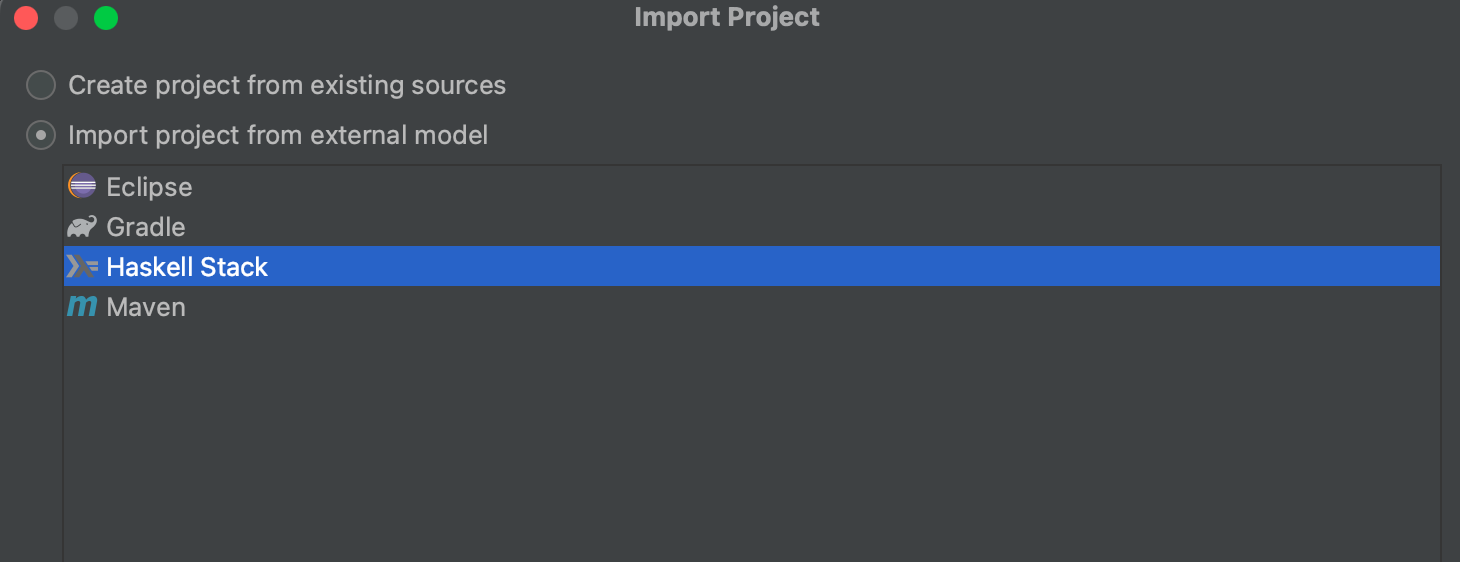 Import Project
Create project from existing sources
Import project from external model
Eclipse
Gradle
Haskell Stack
Maven